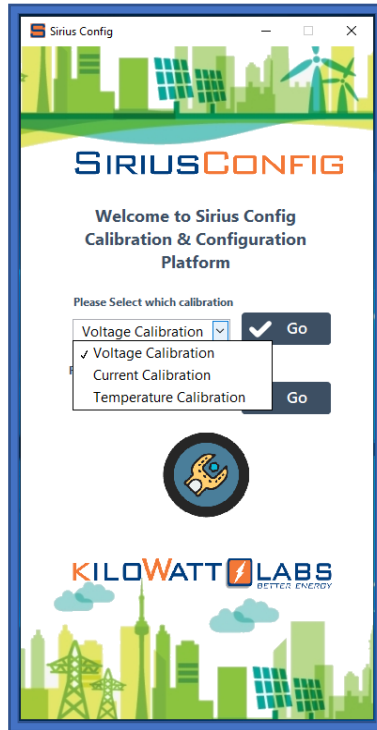 Sirius Config
SIRIUSCONFIG
Welcome to Sirius Config
Calibration & Configuration
Platform
Please Select which calibration
Voltage Calibration
Go
✓ Voltage Calibration
Current Calibration
Temperature Calibration
Go
KILOWATT LABS
BETTER ENERGY